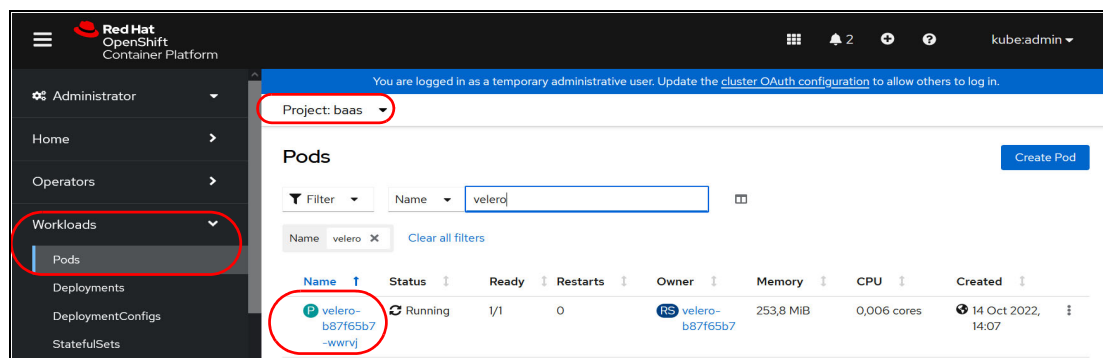 Red Hat
OpenShift
Container Platform
2
kube:admin
You are logged in as a temporary administrative user. Update the cluster OAuth configuration to allow others to log in.
Administrator
Project: baas
Home
Pods
Create Pod
Operators
Filter
Name
velero
Workloads
Name velero
Clear all filters
Pods
Deployments
DeploymentConfigs
StatefulSets
Name Status Ready Restarts Owner Memory CPU Created
P velero-b87f65b7-wwrvj Running 1/1 0 RS velero-b87f65b7 253,8 MiB 0,006 cores 14 Oct 2022, 14:07